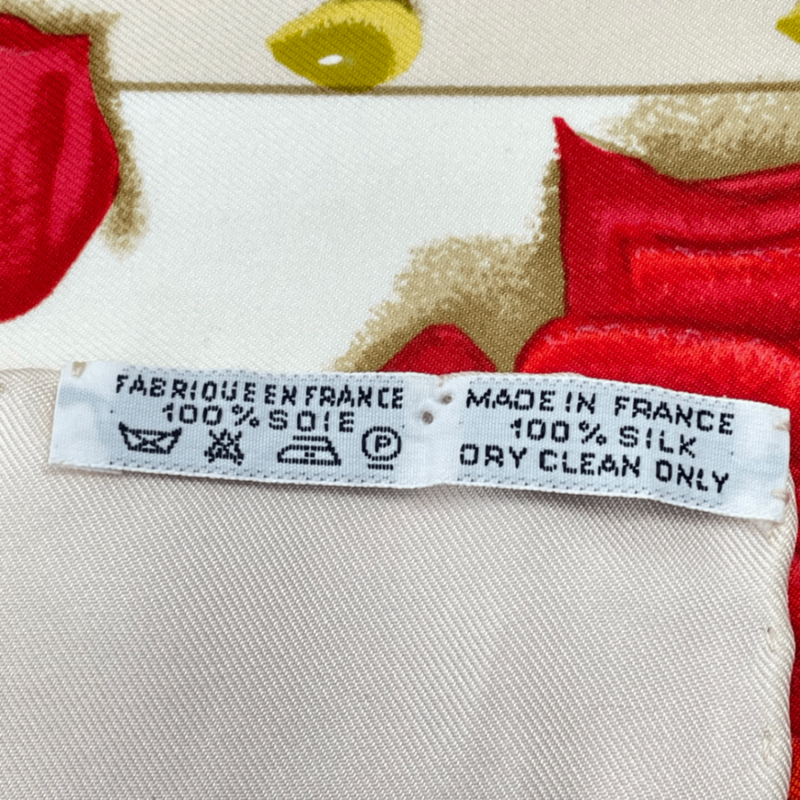 FABRIQUE EN FRANCE
100% SOIE
P
MADE IN FRANCE
100% SILK
DRY CLEAN ONLY